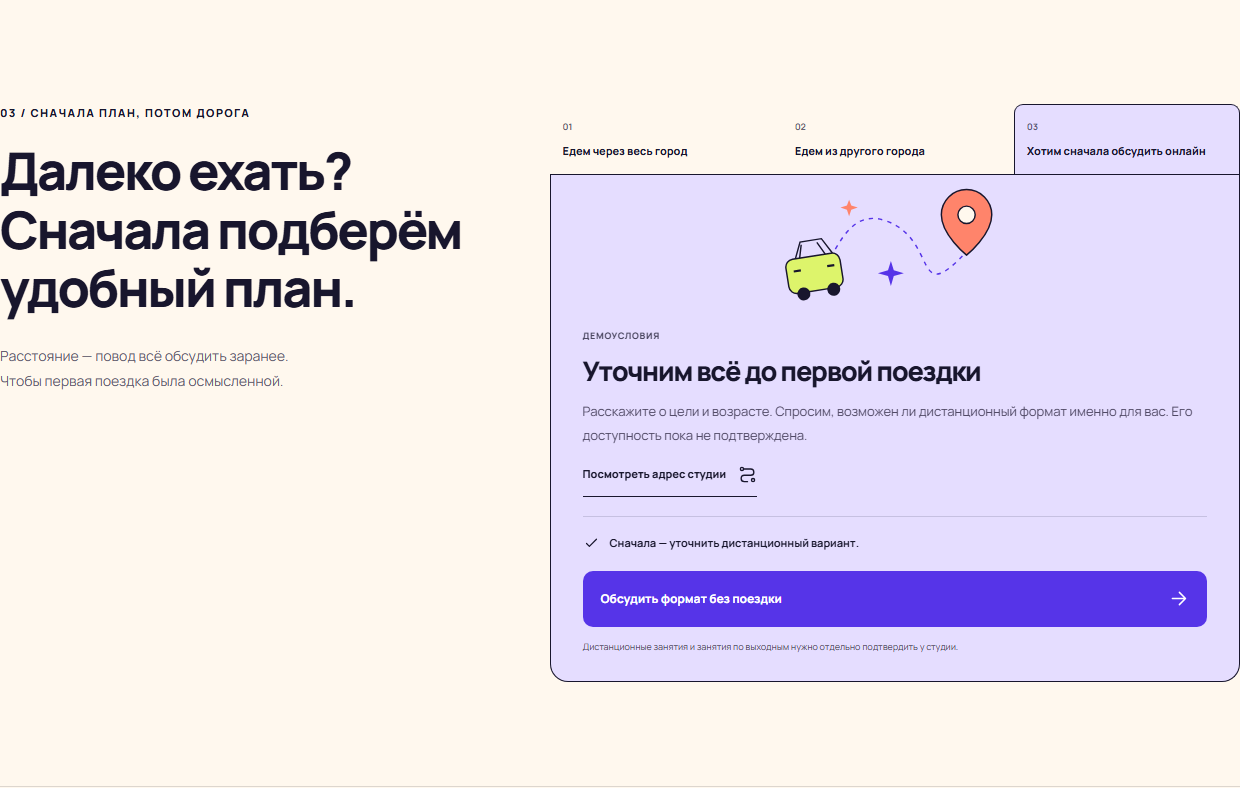 03 / СНАЧАЛА ПЛАН, ПОТОМ ДОРОГА
Далеко ехать?
Сначала подберём
удобный план.
Расстояние — повод всё обсудить заранее.
Чтобы первая поездка была осмысленной.
01
Едем через весь город
02
Едем из другого города
03
Хотим сначала обсудить онлайн
ДЕМОУСЛОВИЯ
Уточним всё до первой поездки
Расскажите о цели и возрасте. Спросим, возможен ли дистанционный формат именно для вас. Его
доступность пока не подтверждена.
Посмотреть адрес студии
Сначала — уточнить дистанционный вариант.
Обсудить формат без поездки
Дистанционные занятия и занятия по выходным нужно отдельно подтвердить у студии.